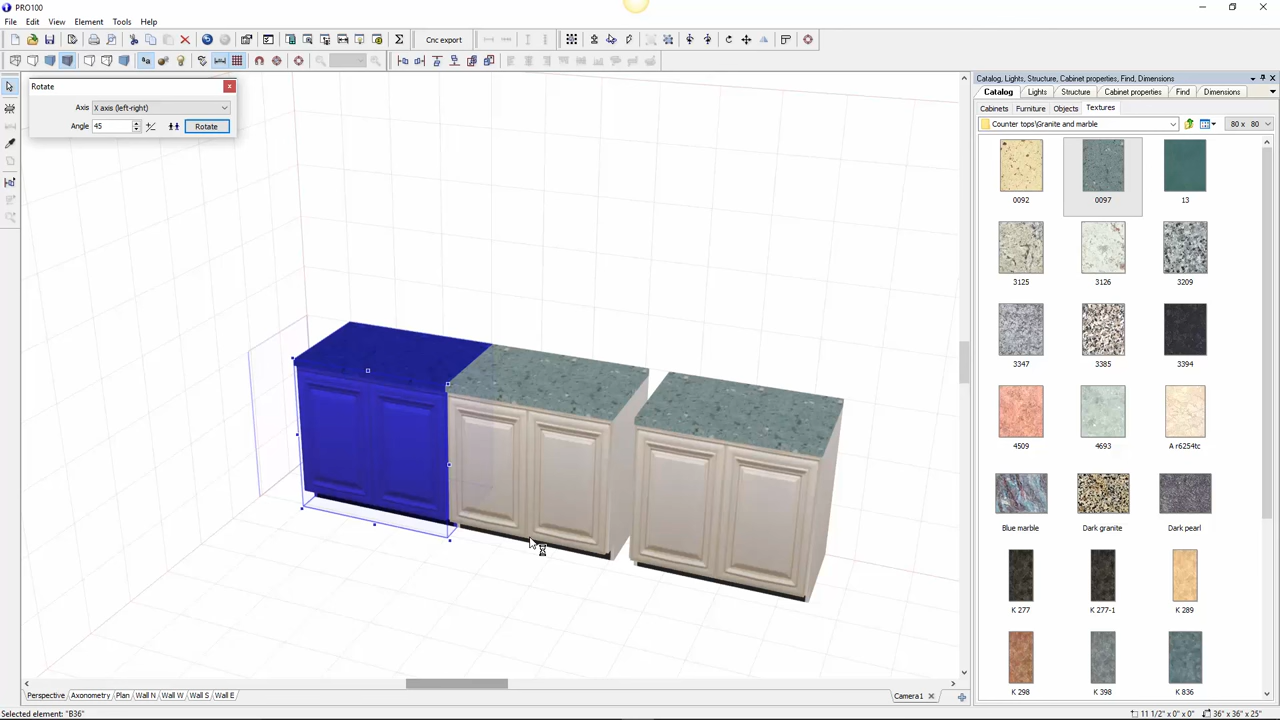 PRO100
File Edit View Element Tools Help
Cnc export
Rotate
Axis X axis (left-right)
Angle 45 Rotate
Catalog, Lights, Structure, Cabinet properties, Find, Dimensions
Catalog Lights Structure Cabinet properties Find Dimensions
Cabinets Furniture Objects Textures
Counter tops\Granite and marble 80 x 80
0092 0097 13
3125 3126 3209
3347 3385 3394
4509 4693 A r6254tc
Blue marble Dark granite Dark pearl
K 277 K 277-1 K 289
K 298 K 398 K 836
Perspective Axonometry Plan Wall N Wall W Wall S Wall E Camera1
Selected element: "B36" 11 1/2" x 0" x 0" 36" x 36" x 25"